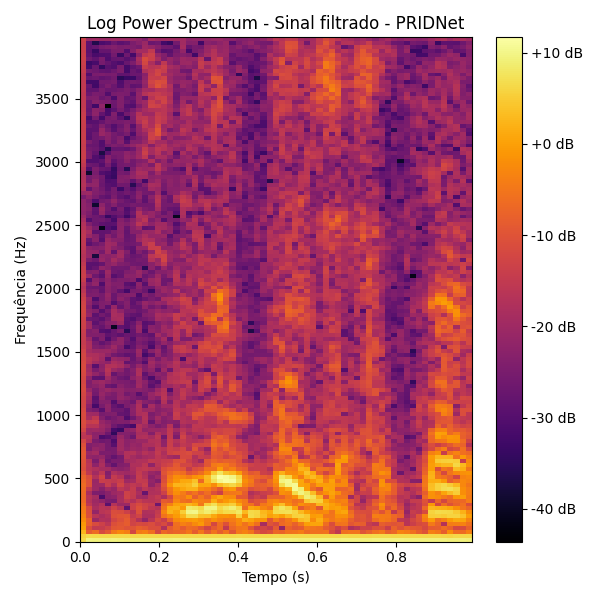 Log Power Spectrum - Sinal filtrado - PRIDNet
Frequência (Hz)
3500
3000
2500
2000
1500
1000
500
0
0.0 0.2 0.4 0.6 0.8
Tempo (s)
+10 dB
+0 dB
-10 dB
-20 dB
-30 dB
-40 dB